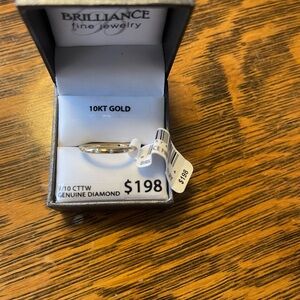 BRILLIANCE
fine jewelry
10KT GOLD
1/10 CTTW
GENUINE DIAMOND
$198
$198